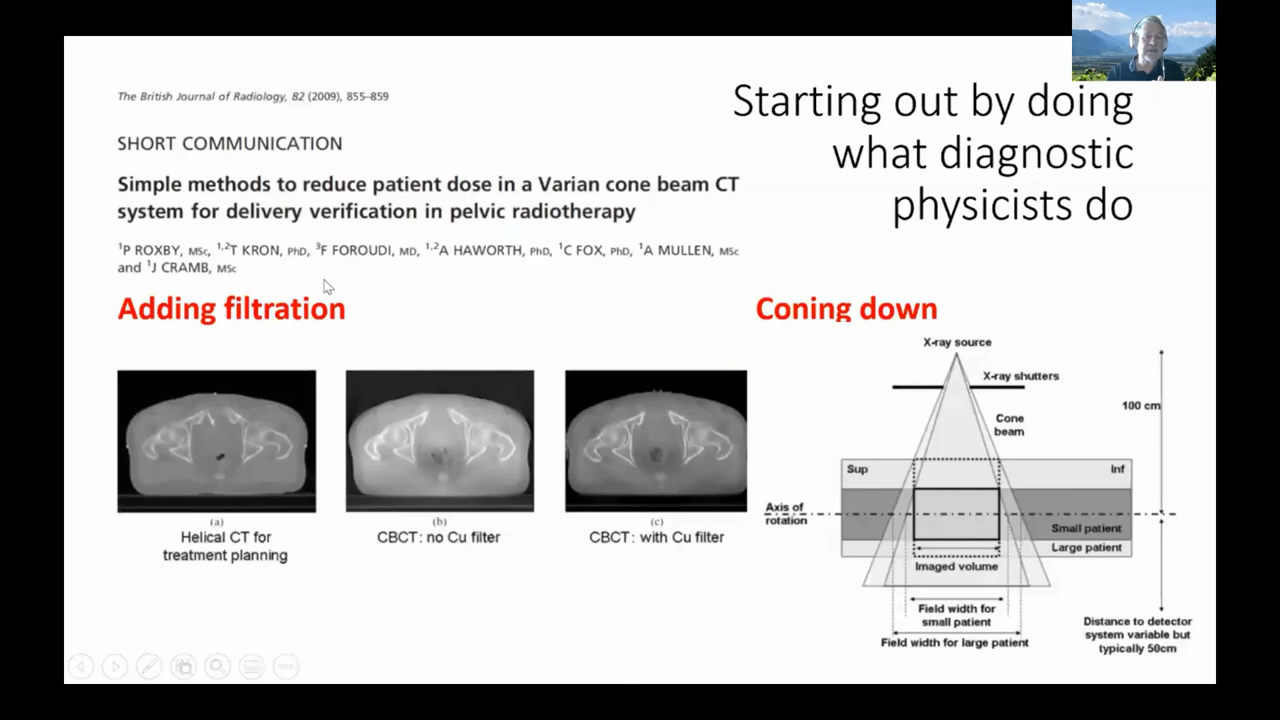 The British Journal of Radiology, 82 (2009), 855–859
SHORT COMMUNICATION
Simple methods to reduce patient dose in a Varian cone beam CT
system for delivery verification in pelvic radiotherapy
¹P ROXBY, MSc, ¹,²T KRON, PhD, ³F FOROUDI, MD, ¹,²A HAWORTH, PhD, ¹C FOX, PhD, ¹A MULLEN, MSc
and ¹J CRAMB, MSc
Starting out by doing
what diagnostic
physicists do
Adding filtration
(a)
Helical CT for
treatment planning
(b)
CBCT: no Cu filter
(c)
CBCT: with Cu filter
Coning down
X-ray source
X-ray shutters
100 cm
Cone
beam
Sup
Inf
Axis of
rotation
Small patient
Large patient
Imaged volume
Field width for
small patient
Field width for large patient
Distance to detector
system variable but
typically 50cm